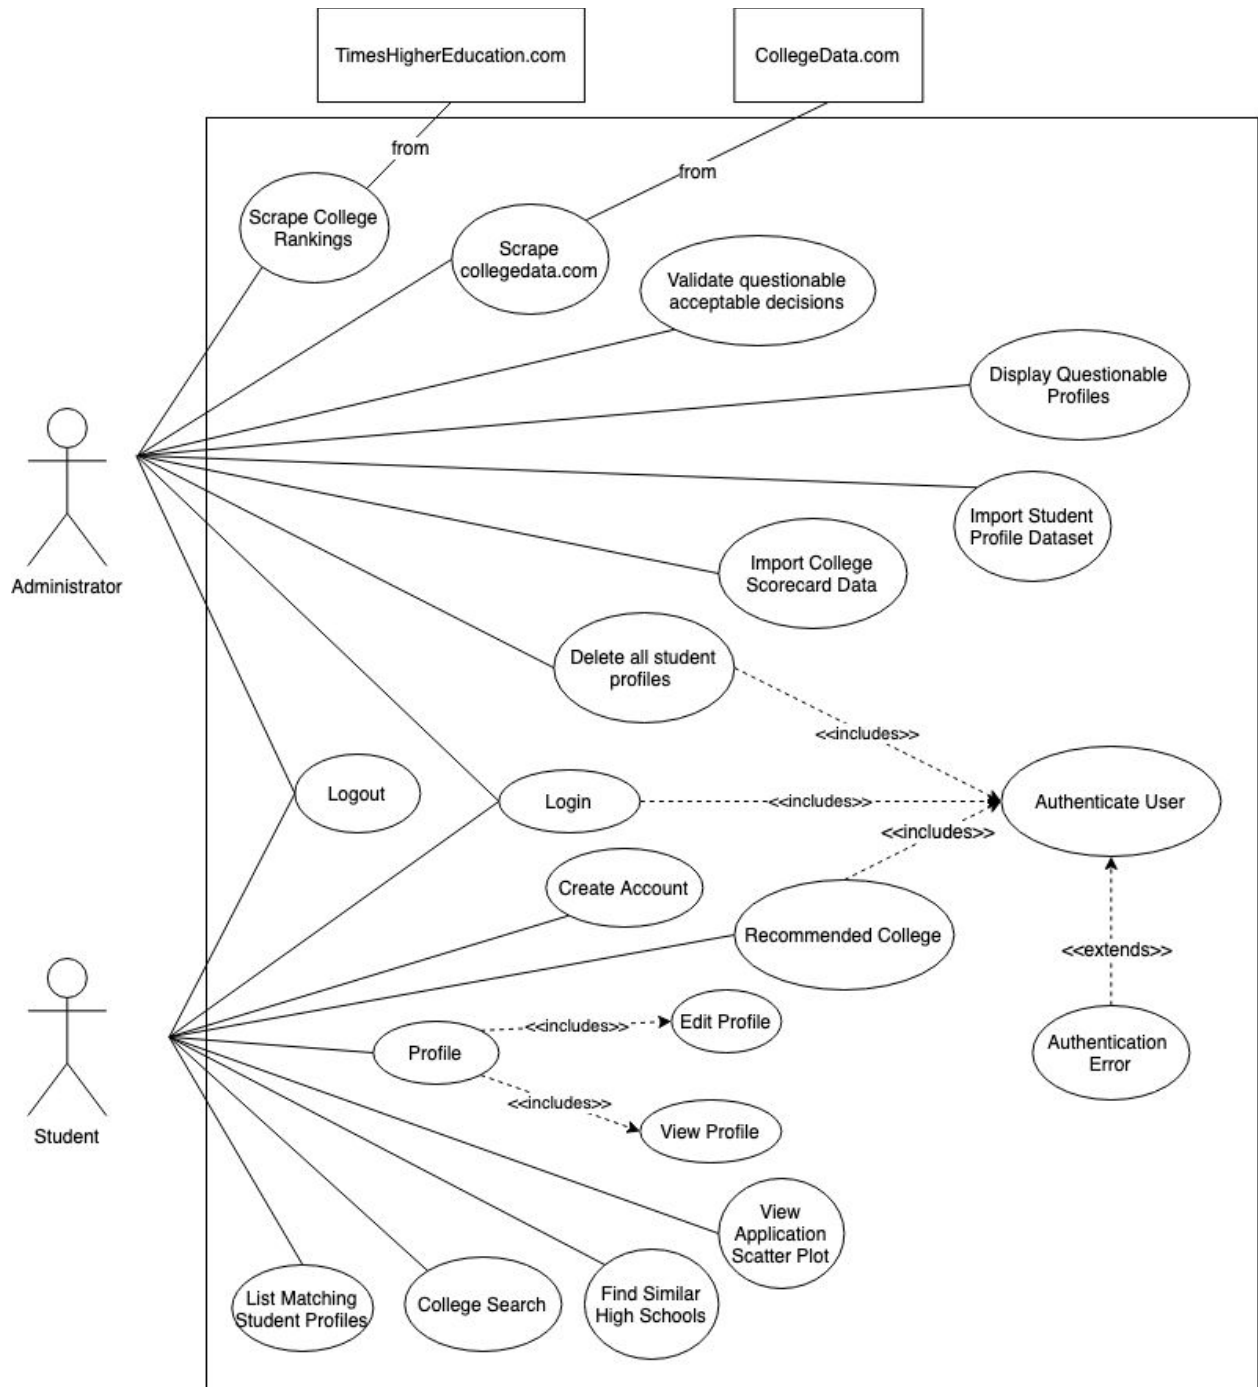 TimesHigherEducation.com
CollegeData.com
from
from
Scrape College
Rankings
Scrape
collegedata.com
Validate questionable
acceptable decisions
Display Questionable
Profiles
Import Student
Profile Dataset
Import College
Scorecard Data
Administrator
Delete all student
profiles
<<includes>>
Logout
Login
<<includes>>
Authenticate User
<<includes>>
Create Account
Recommended College
<<extends>>
Edit Profile
<<includes>>
Profile
Authentication
Error
<<includes>>
View Profile
Student
View
Application
Scatter Plot
List Matching
Student Profiles
College Search
Find Similar
High Schools